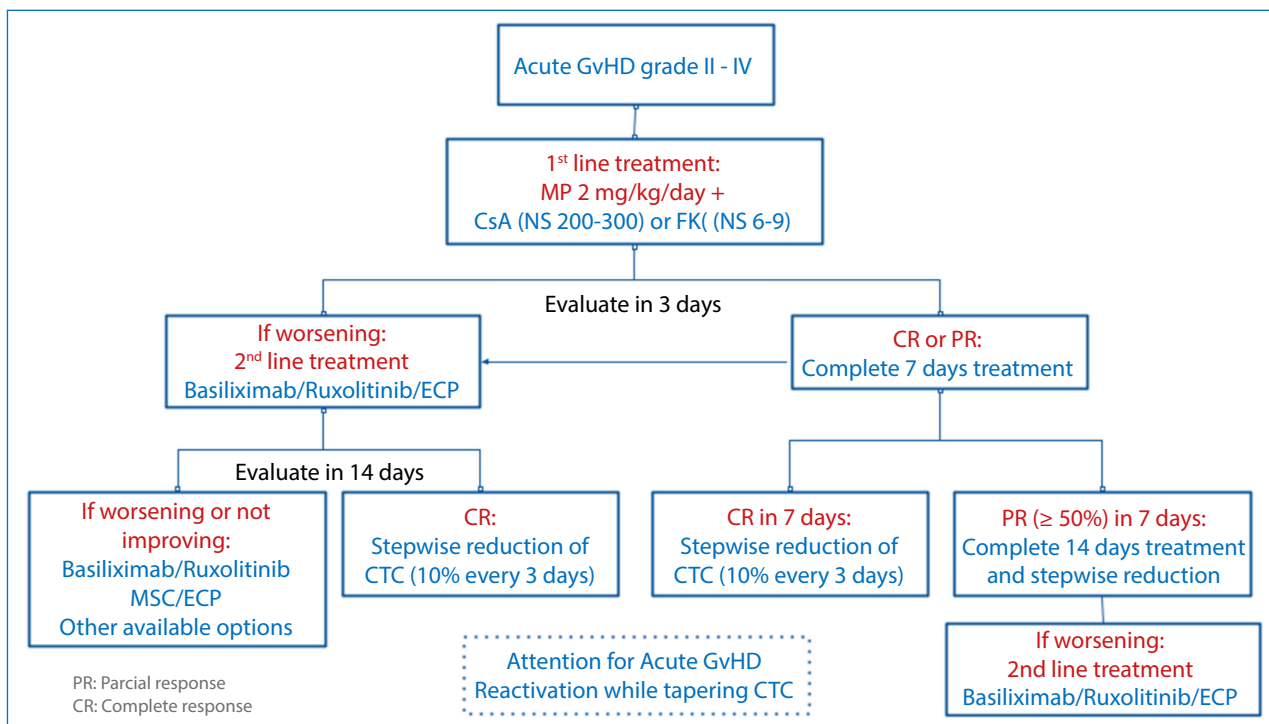 Acute GvHD grade II - IV
1st line treatment:
MP 2 mg/kg/day +
CsA (NS 200-300) or FK( (NS 6-9)
Evaluate in 3 days
If worsening:
2nd line treatment
Basiliximab/Ruxolitinib/ECP
CR or PR:
Complete 7 days treatment
Evaluate in 14 days
If worsening or not
improving:
Basiliximab/Ruxolitinib
MSC/ECP
Other available options
CR:
Stepwise reduction of
CTC (10% every 3 days)
CR in 7 days:
Stepwise reduction of
CTC (10% every 3 days)
PR (≥ 50%) in 7 days:
Complete 14 days treatment
and stepwise reduction
If worsening:
2nd line treatment
Basiliximab/Ruxolitinib/ECP
Attention for Acute GvHD
Reactivation while tapering CTC
PR: Parcial response
CR: Complete response